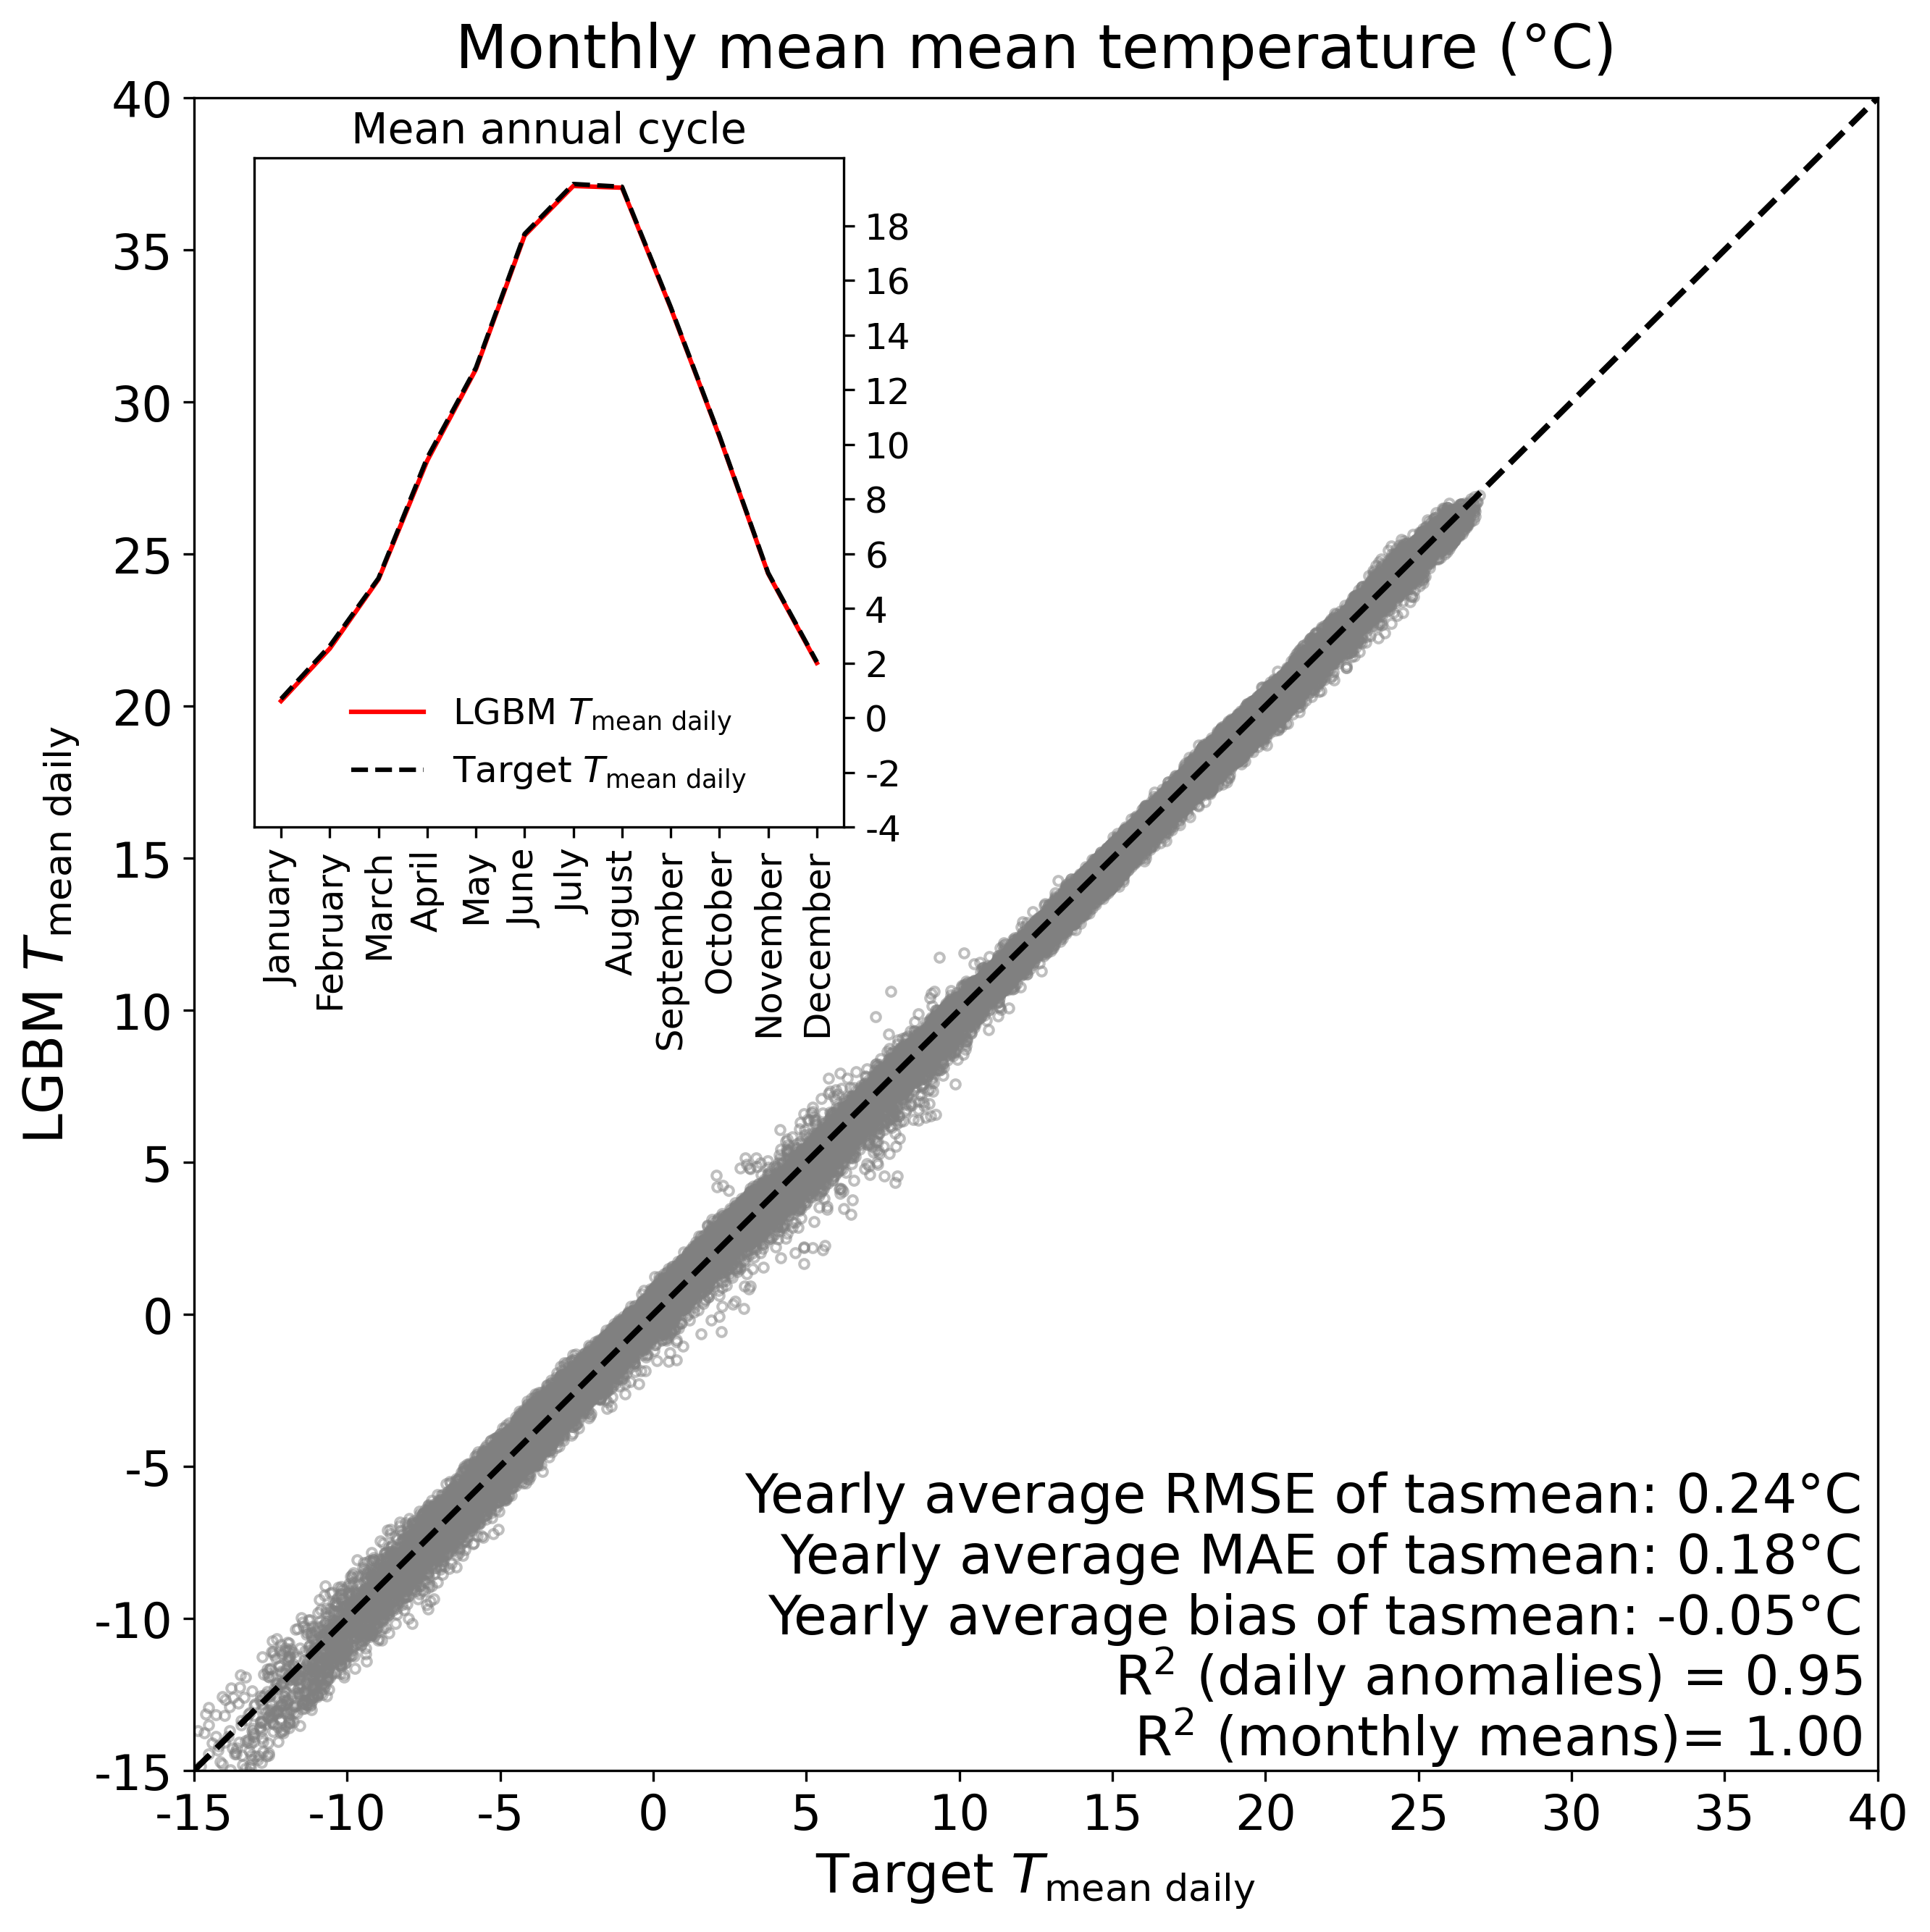 Monthly mean mean temperature (°C)
40
35
30
25
20
15
10
5
0
-5
-10
-15
LGBM T mean daily
Mean annual cycle
18
16
14
12
10
8
6
4
2
0
-2
-4
LGBM T mean daily
Target T mean daily
January
February
March
April
May
June
July
August
September
October
November
December
Yearly average RMSE of tasmean: 0.24°C
Yearly average MAE of tasmean: 0.18°C
Yearly average bias of tasmean: -0.05°C
R² (daily anomalies) = 0.95
R² (monthly means)= 1.00
-15 -10 -5 0 5 10 15 20 25 30 35 40
Target T mean daily